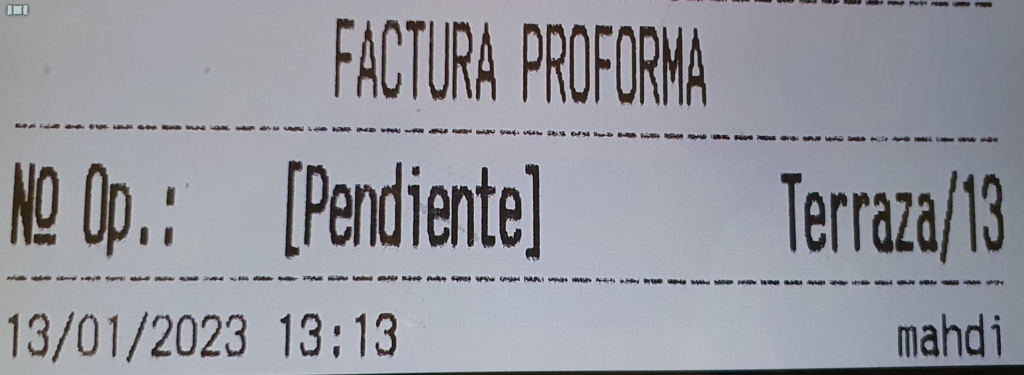 FACTURA PROFORMA
Nº Op.: [Pendiente] Terraza/13
13/01/2023 13:13 mahdi